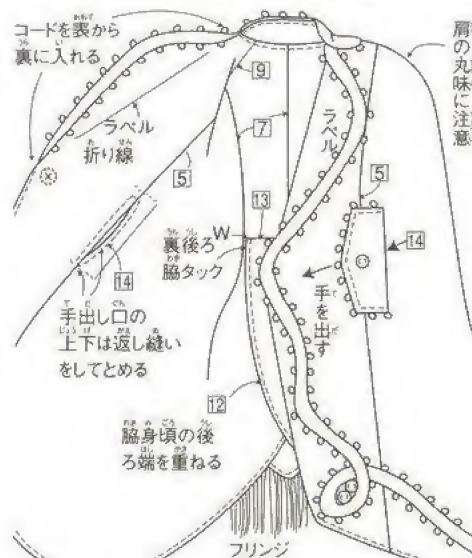 コードを表から
裏に入れる
ラペル
折り線
5
14
手出し口の
上下は返し縫い
をしてとめる
9
7
ラペル
13
W
裏後ろ
脇タック
12
脇身頃の後
ろ端を重ねる
フリンジ
5
14
手を出す
肩
の
丸
味
に
注
意